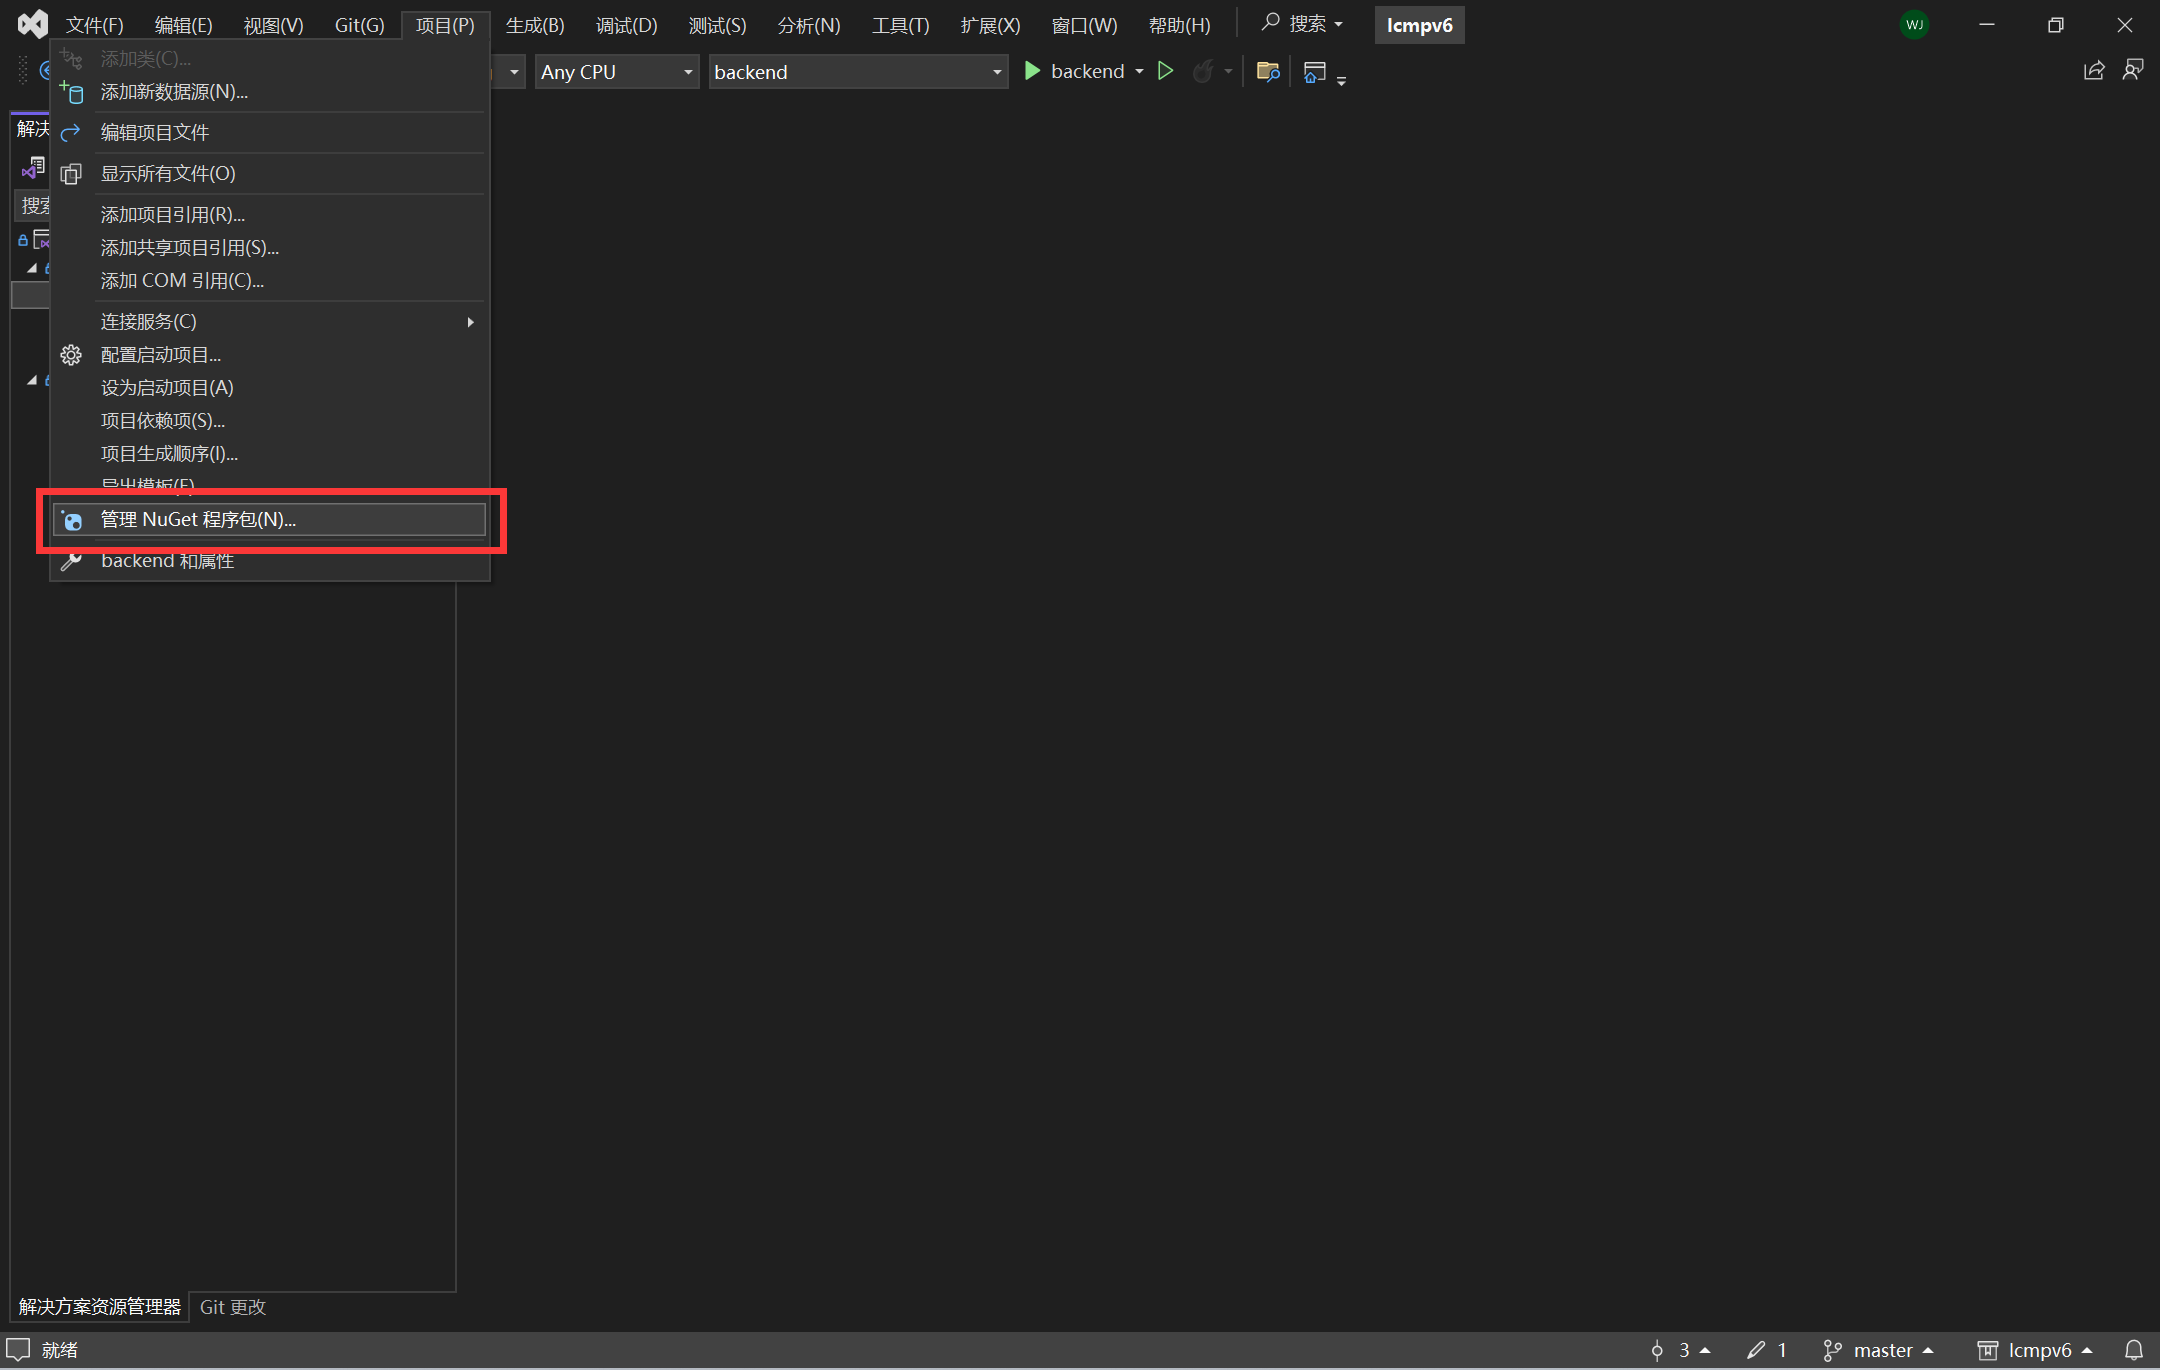 文件(F) 编辑(E) 视图(V) Git(G) 项目(P) 生成(B) 调试(D) 测试(S) 分析(N) 工具(T) 扩展(X) 窗口(W) 帮助(H) 搜索 lcmpv6 WJ
Any CPU backend backend
添加类(C)...
添加新数据源(N)...
编辑项目文件
显示所有文件(O)
添加项目引用(R)...
添加共享项目引用(S)...
添加 COM 引用(C)...
连接服务(C)
配置启动项目...
设为启动项目(A)
项目依赖项(S)...
项目生成顺序(I)...
导出模板(E)...
管理 NuGet 程序包(N)...
backend 和属性
解决
搜索
解决方案资源管理器 Git 更改
就绪 3 1 master lcmpv6